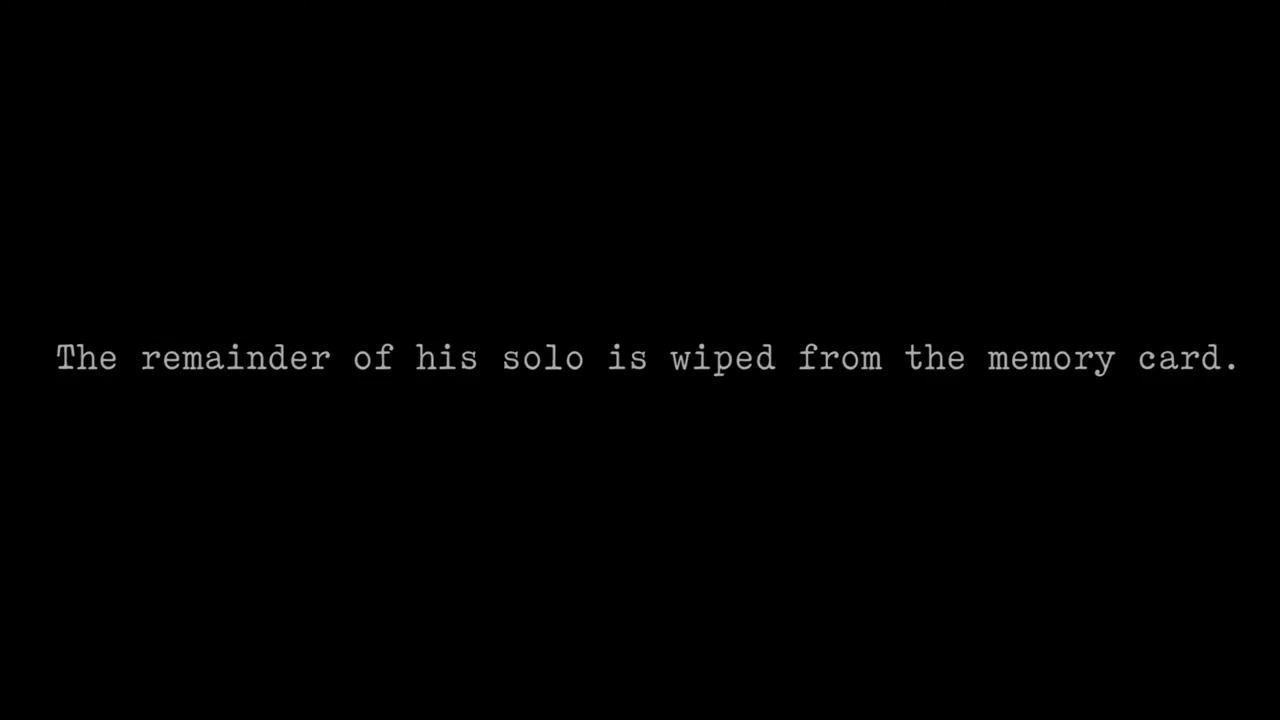 The remainder of his solo is wiped from the memory card.